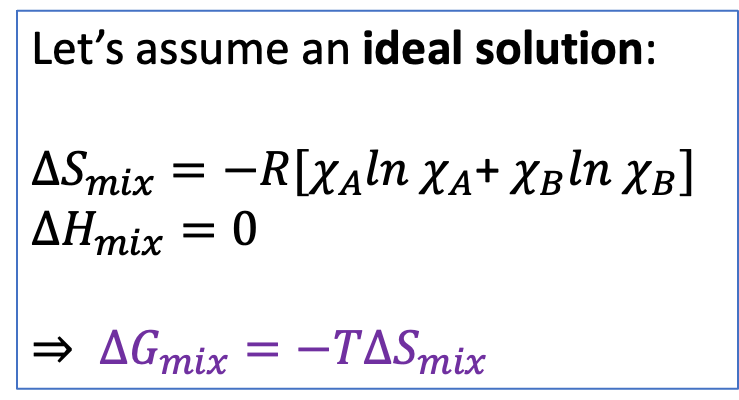 Let’s assume an ideal solution:
ΔS_mix = −R[χ_A ln χ_A + χ_B ln χ_B]
ΔH_mix = 0
⇒ ΔG_mix = −TΔS_mix